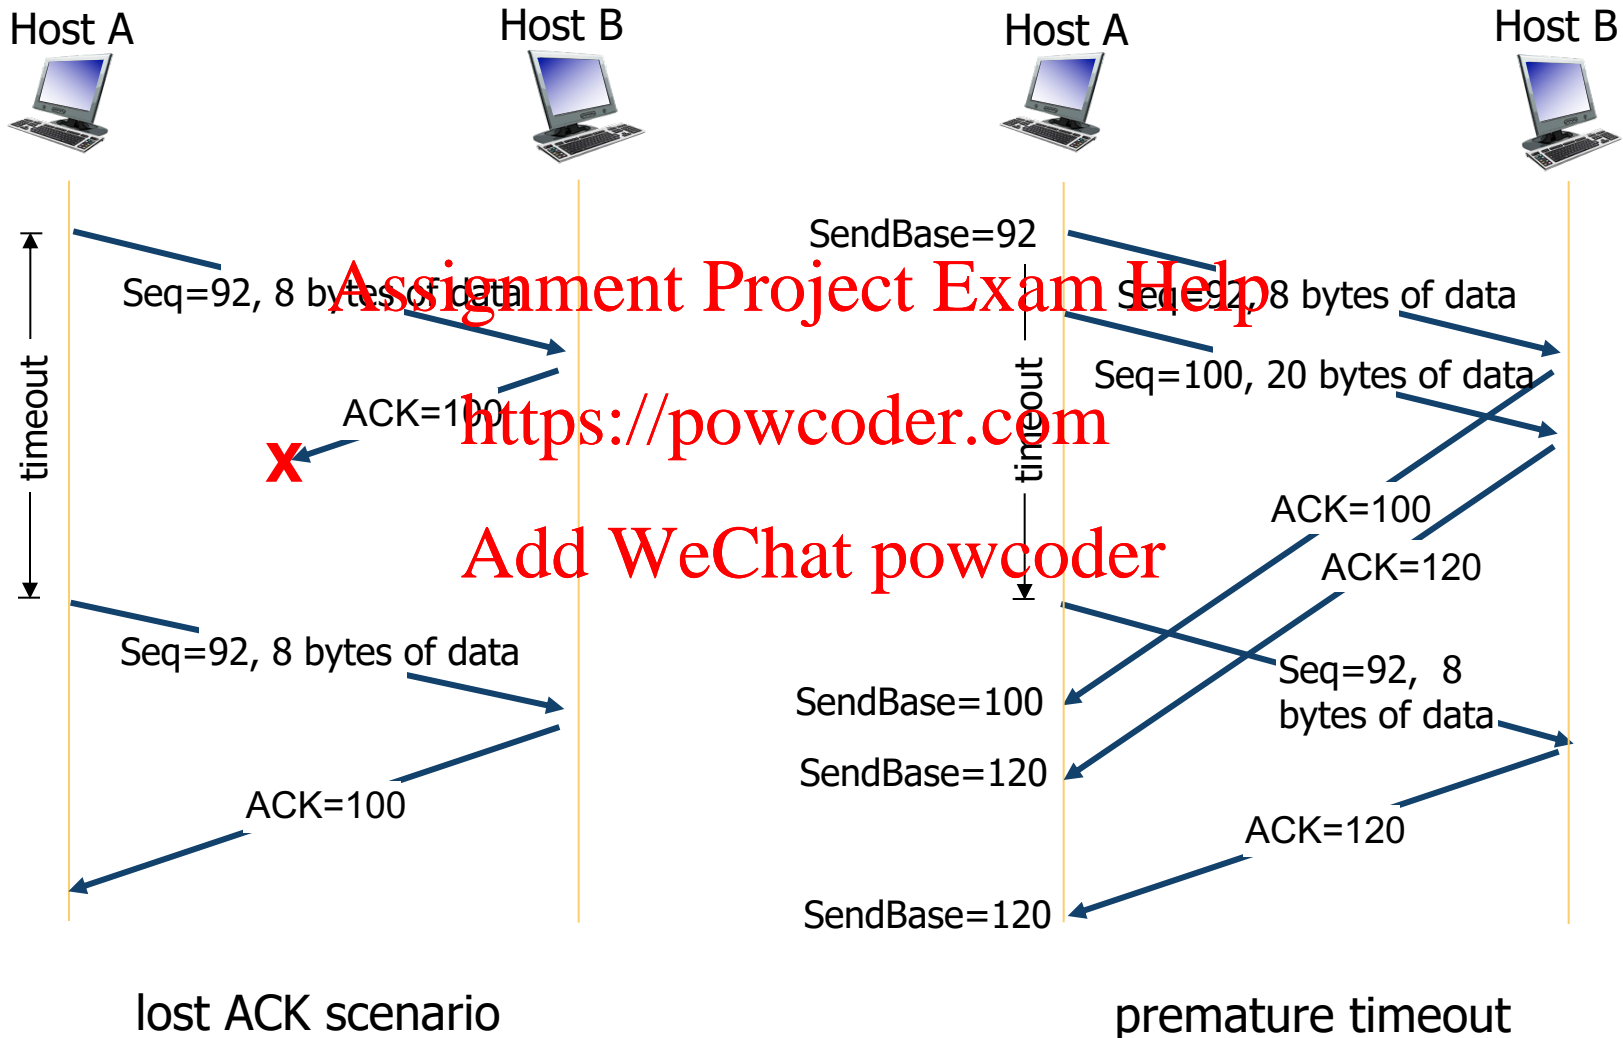 Host A
Host B
timeout
Seq=92, 8 bytes of data
ACK=100
X
Seq=92, 8 bytes of data
ACK=100
lost ACK scenario
Host A
Host B
SendBase=92
timeout
Seq=92, 8 bytes of data
Seq=100, 20 bytes of data
ACK=100
ACK=120
Seq=92, 8
bytes of data
SendBase=100
SendBase=120
ACK=120
SendBase=120
premature timeout
Assignment Project Exam Help
https://powcoder.com
Add WeChat powcoder